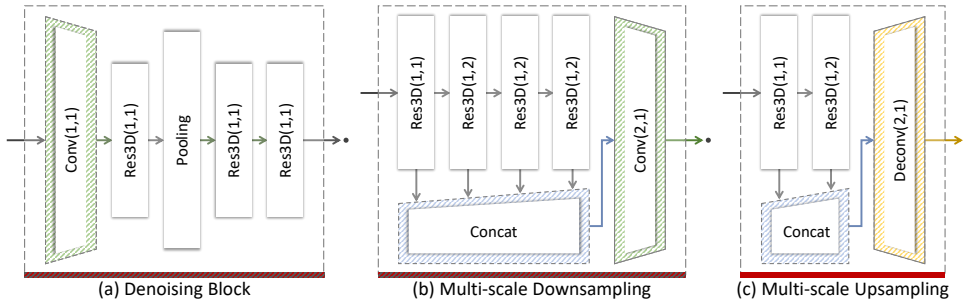 Conv(1,1)
Res3D(1,1)
Pooling
Res3D(1,1)
Res3D(1,1)
(a) Denoising Block
Res3D(1,1)
Res3D(1,2)
Res3D(1,2)
Res3D(1,2)
Concat
Conv(2,1)
(b) Multi-scale Downsampling
Res3D(1,1)
Res3D(1,2)
Concat
Deconv(2,1)
(c) Multi-scale Upsampling